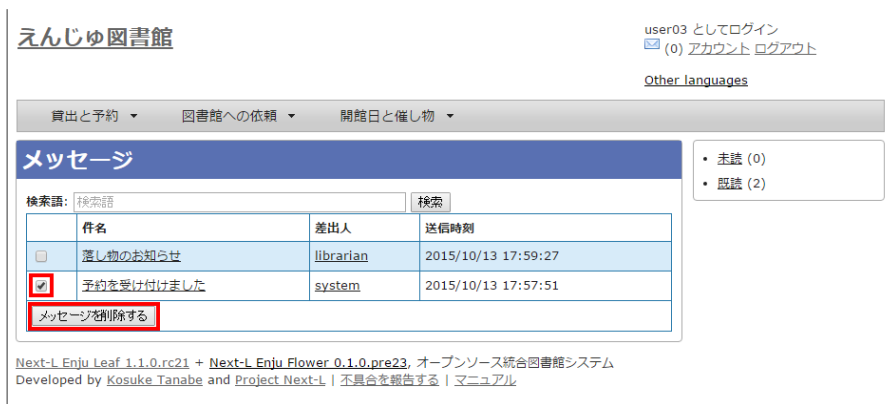 えんじゅ図書館
user03 としてログイン
(0) アカウント ログアウト
Other languages
貸出と予約 ▼ 図書館への依頼 ▼ 開館日と催し物 ▼
メッセージ
• 未読 (0)
• 既読 (2)
検索語: 検索語 検索
件名 差出人 送信時刻
落し物のお知らせ librarian 2015/10/13 17:59:27
予約を受け付けました system 2015/10/13 17:57:51
メッセージを削除する
Next-L Enju Leaf 1.1.0.rc21 + Next-L Enju Flower 0.1.0.pre23, オープンソース統合図書館システム
Developed by Kosuke Tanabe and Project Next-L | 不具合を報告する | マニュアル